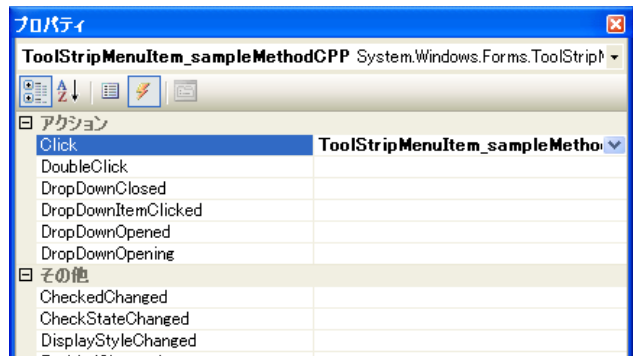 プロパティ
ToolStripMenuItem_sampleMethodCPP System.Windows.Forms.ToolStrip
アクション
Click ToolStripMenuItem_sampleMetho
DoubleClick
DropDownClosed
DropDownItemClicked
DropDownOpened
DropDownOpening
その他
CheckedChanged
CheckStateChanged
DisplayStyleChanged